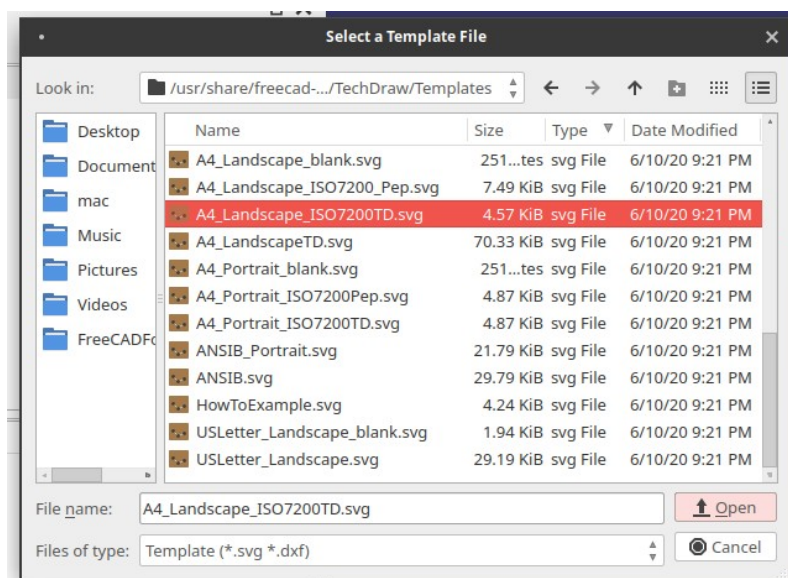 Select a Template File
Look in: /usr/share/freecad-.../TechDraw/Templates
Desktop
Document
mac
Music
Pictures
Videos
FreeCADFo
Name Size Type Date Modified
A4_Landscape_blank.svg 251...tes svg File 6/10/20 9:21 PM
A4_Landscape_ISO7200_Pep.svg 7.49 KiB svg File 6/10/20 9:21 PM
A4_Landscape_ISO7200TD.svg 4.57 KiB svg File 6/10/20 9:21 PM
A4_LandscapeTD.svg 70.33 KiB svg File 6/10/20 9:21 PM
A4_Portrait_blank.svg 251...tes svg File 6/10/20 9:21 PM
A4_Portrait_ISO7200Pep.svg 4.87 KiB svg File 6/10/20 9:21 PM
A4_Portrait_ISO7200TD.svg 4.87 KiB svg File 6/10/20 9:21 PM
ANSIB_Portrait.svg 21.79 KiB svg File 6/10/20 9:21 PM
ANSIB.svg 29.79 KiB svg File 6/10/20 9:21 PM
HowToExample.svg 4.24 KiB svg File 6/10/20 9:21 PM
USLetter_Landscape_blank.svg 1.94 KiB svg File 6/10/20 9:21 PM
USLetter_Landscape.svg 29.19 KiB svg File 6/10/20 9:21 PM
File name: A4_Landscape_ISO7200TD.svg Open
Files of type: Template (*.svg *.dxf) Cancel